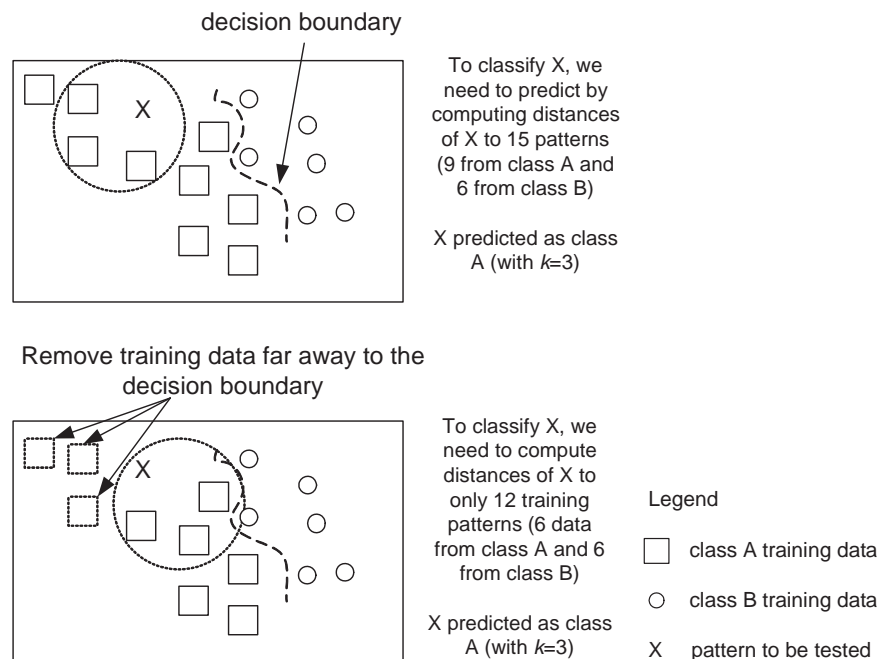 decision boundary
X
To classify X, we
need to predict by
computing distances
of X to 15 patterns
(9 from class A and
6 from class B)
X predicted as class
A (with k=3)
Remove training data far away to the
decision boundary
X
To classify X, we
need to compute
distances of X to
only 12 training
patterns (6 data
from class A and 6
from class B)
X predicted as class
A (with k=3)
Legend
class A training data
class B training data
X pattern to be tested